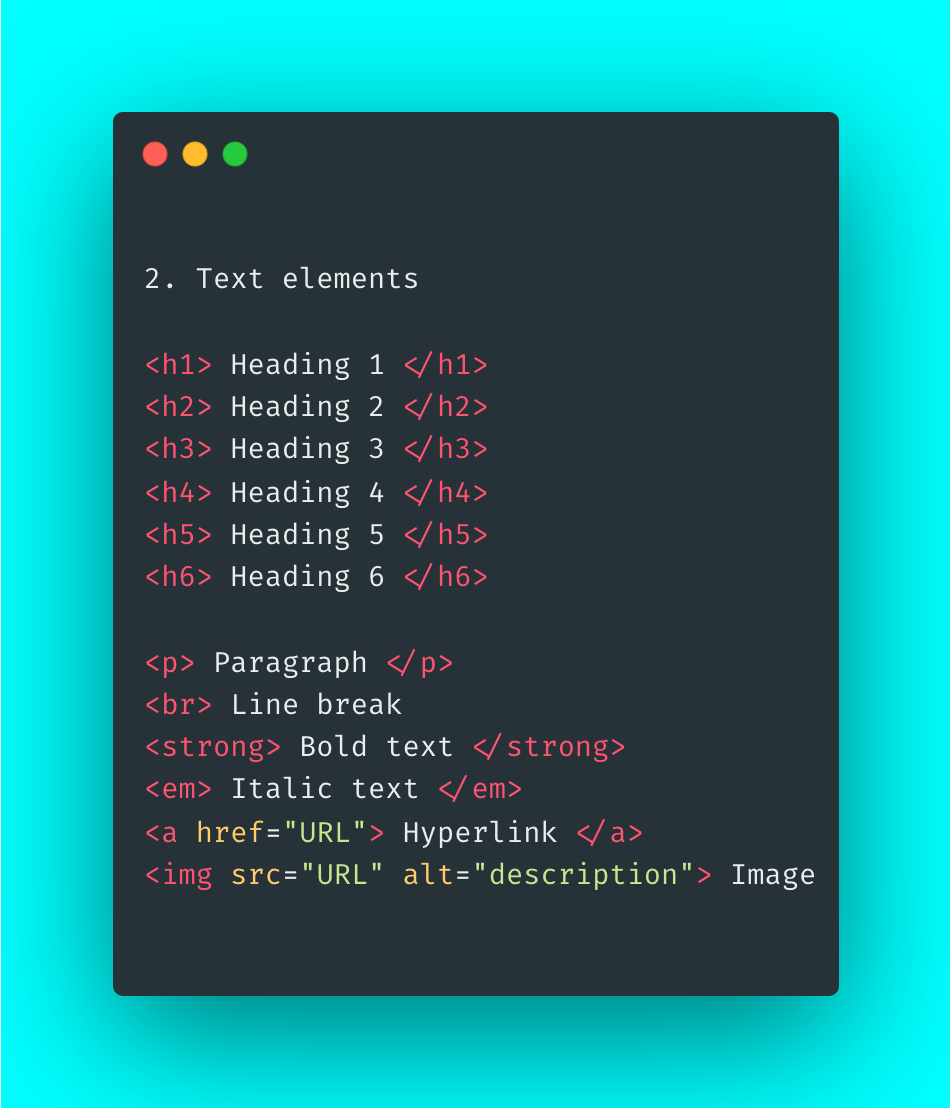 2. Text elements
<h1> Heading 1 </h1>
<h2> Heading 2 </h2>
<h3> Heading 3 </h3>
<h4> Heading 4 </h4>
<h5> Heading 5 </h5>
<h6> Heading 6 </h6>
<p> Paragraph </p>
<br> Line break
<strong> Bold text </strong>
<em> Italic text </em>
<a href="URL"> Hyperlink </a>
<img src="URL" alt="description"> Image